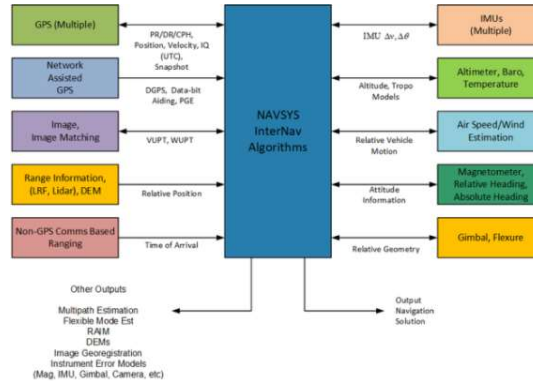 GPS (Multiple)
PR/DR/CPH,
Position, Velocity, IQ
(UTC),
Snapshot
Network
Assisted
GPS
DGPS, Data-bit
Aiding, PGE
Image,
Image Matching
VUPT, WUPT
Range Information,
(LRF, Lidar), DEM
Relative Position
Non-GPS Comms Based
Ranging
Time of Arrival
NAVSYS
InterNav
Algorithms
IMU Δv,Δθ
IMUs
(Multiple)
Altitude, Tropo
Models
Altimeter, Baro,
Temperature
Relative Vehicle
Motion
Air Speed/Wind
Estimation
Attitude
Information
Magnetometer,
Relative Heading,
Absolute Heading
Relative Geometry
Gimbal, Flexure
Other Outputs
Multipath Estimation
Flexible Mode Est
RAIM
DEMs
Image Georegistration
Instrument Error Models
(Mag, IMU, Gimbal, Camera, etc)
Output
Navigation
Solution